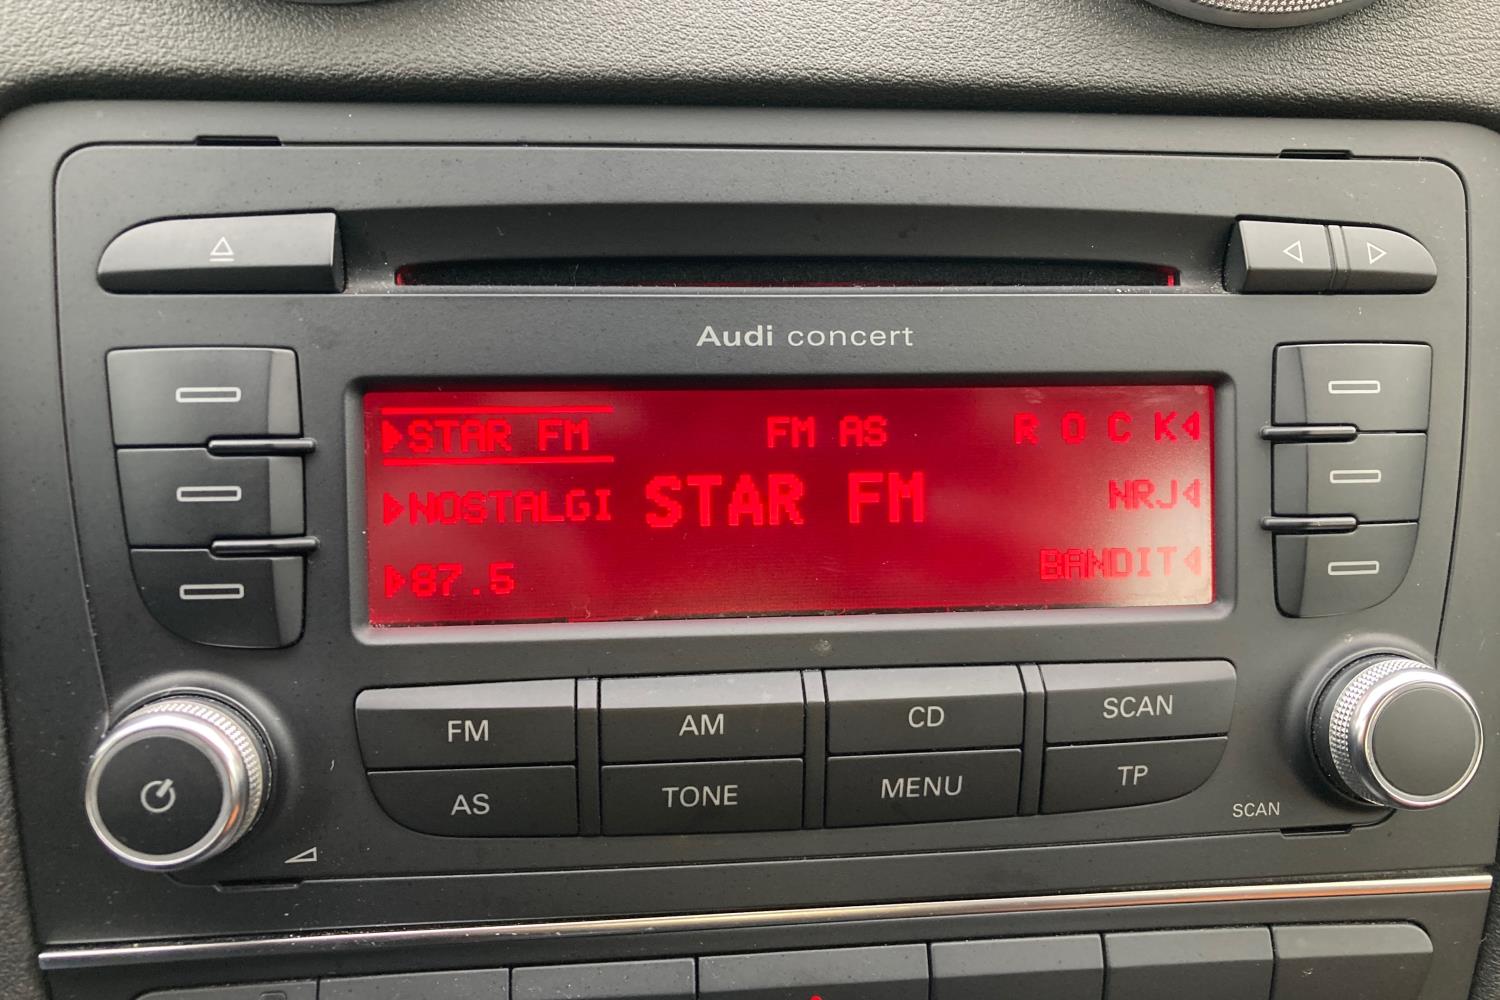 Audi concert
STAR FM FM AS R O C K
NOSTALGI STAR FM NRJ
87.5 BANDIT
FM AM CD SCAN
AS TONE MENU TP
SCAN